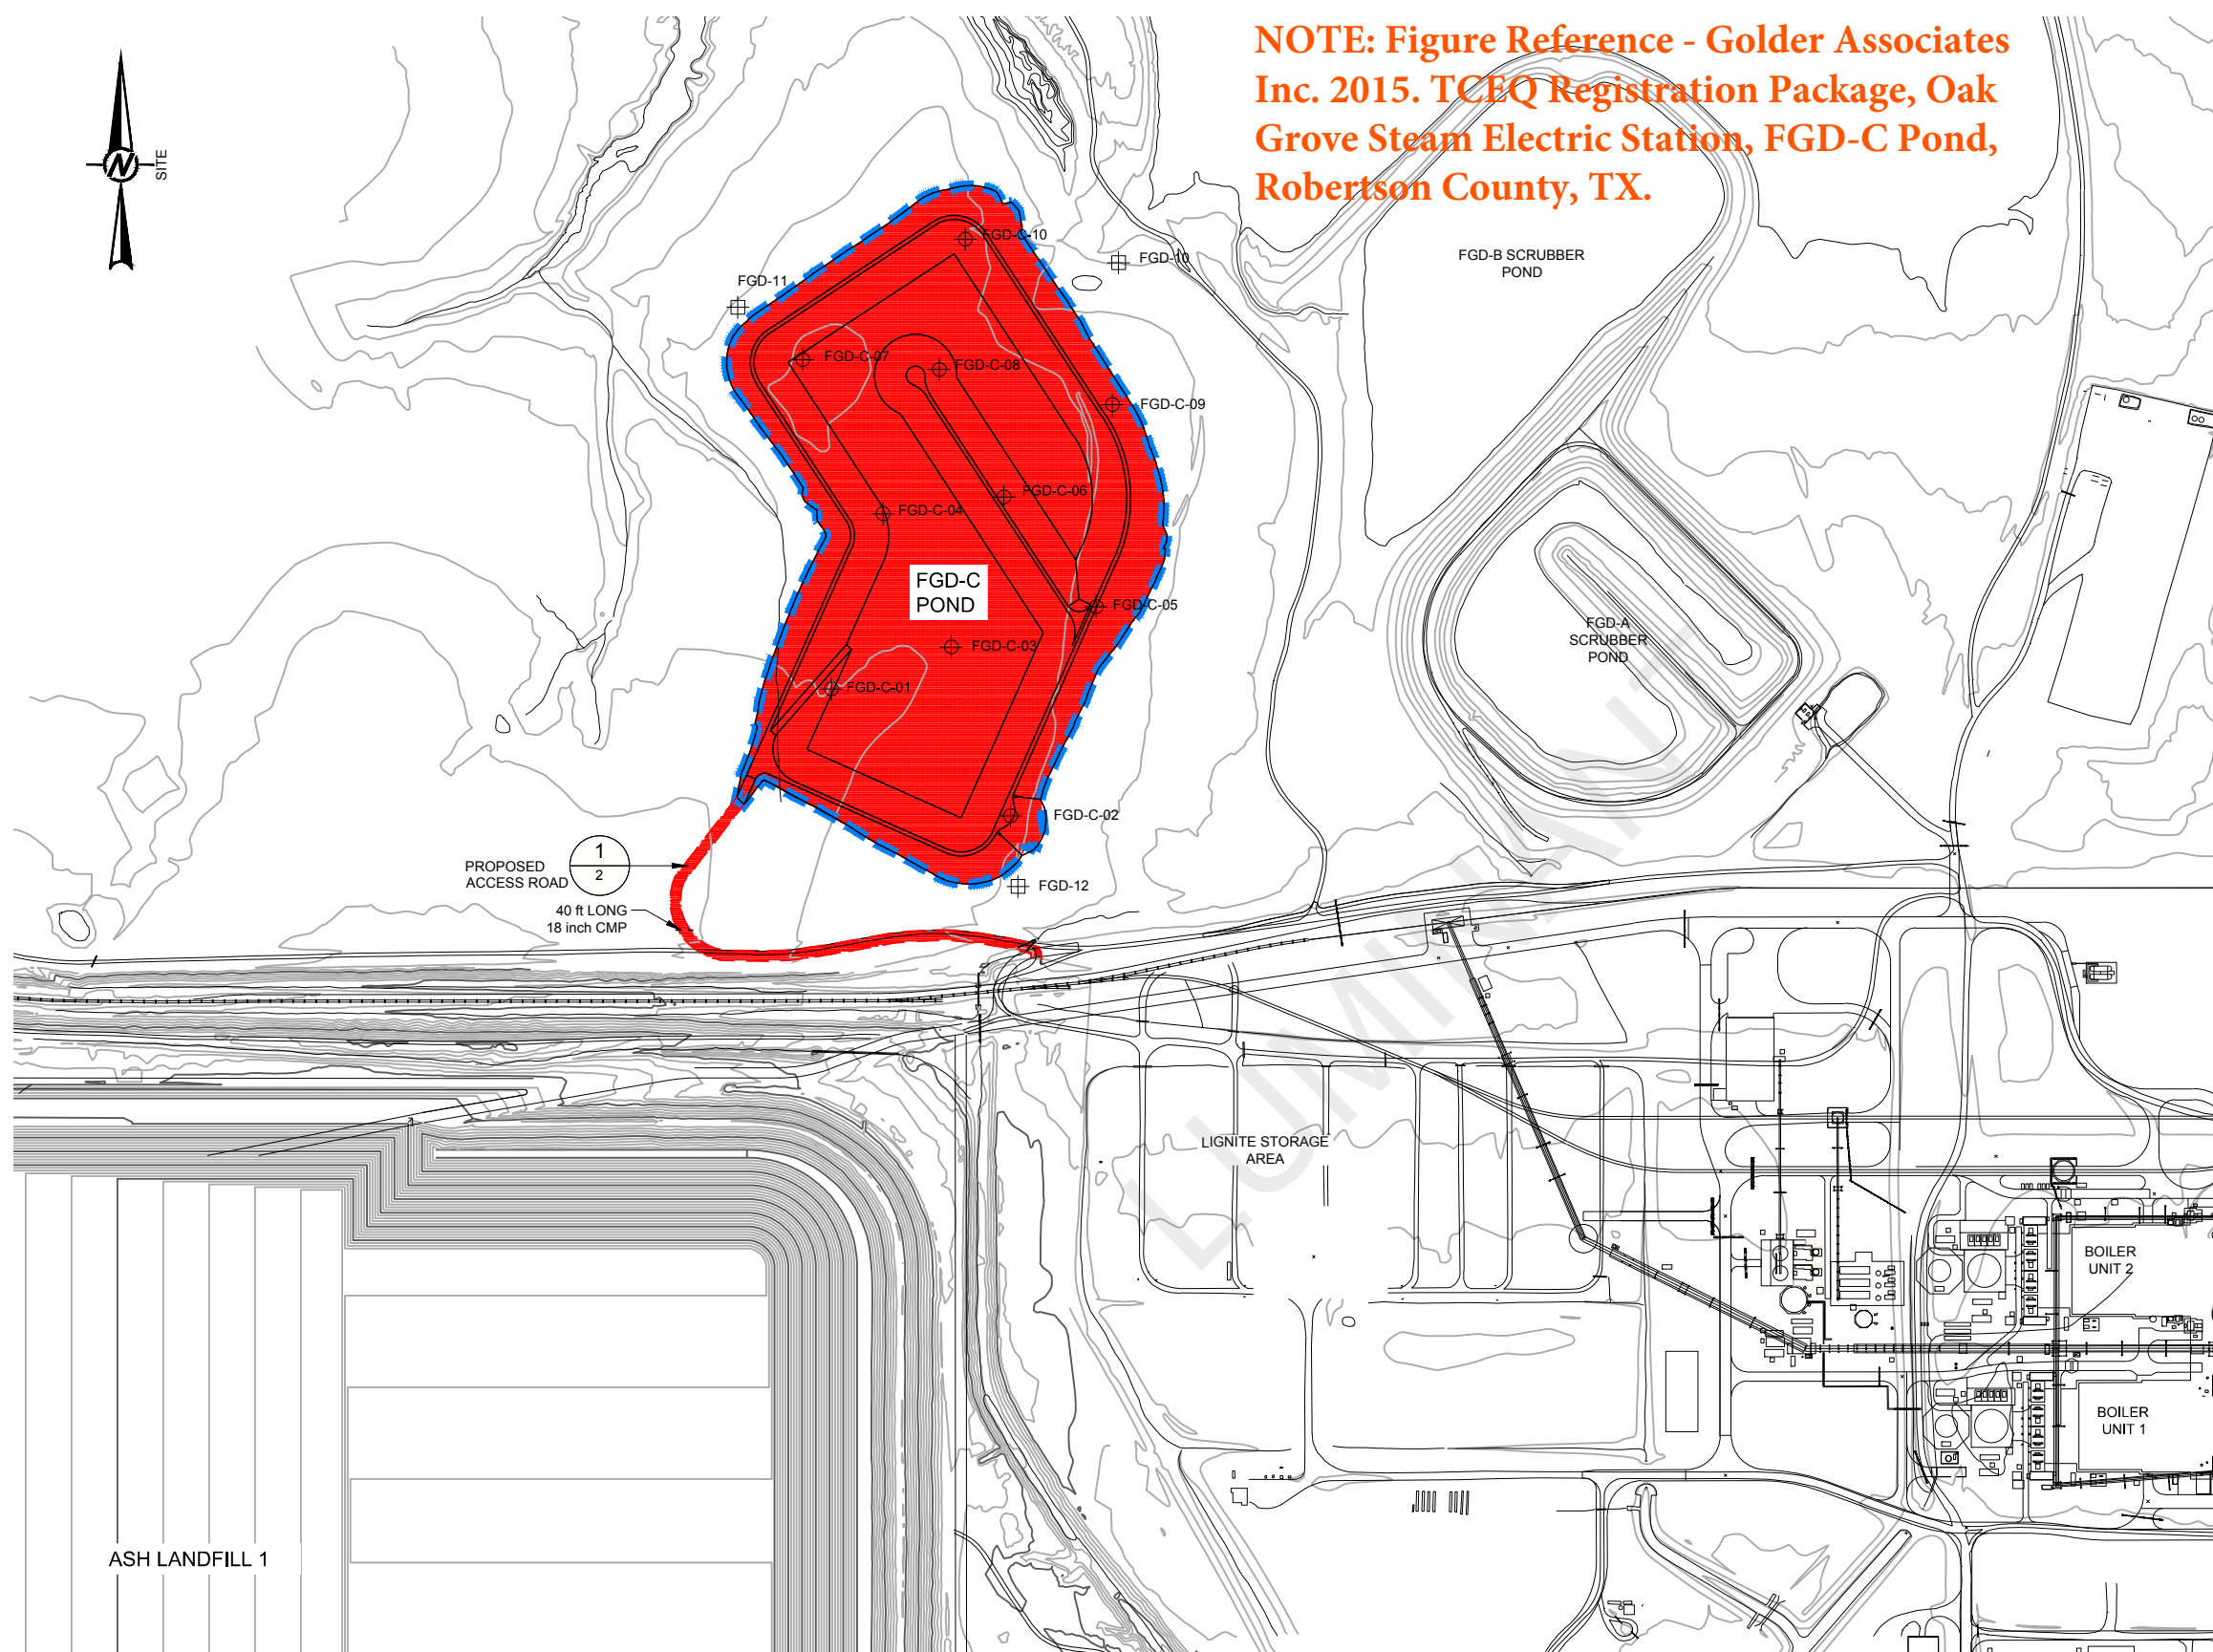 NOTE: Figure Reference - Golder Associates
Inc. 2015. TCEQ Registration Package, Oak
Grove Steam Electric Station, FGD-C Pond,
Robertson County, TX.
N
SITE
FGD-C-10
FGD-10
FGD-B SCRUBBER
POND
FGD-11
FGD-C-07
FGD-C-08
FGD-C-09
FGD-C-06
FGD-C-04
FGD-C
POND
FGD-C-05
FGD-A
SCRUBBER
POND
FGD-C-03
FGD-C-01
FGD-C-02
1
2
PROPOSED
ACCESS ROAD
FGD-12
40 ft LONG
18 inch CMP
LUMINANT
LIGNITE STORAGE
AREA
BOILER
UNIT 2
BOILER
UNIT 1
ASH LANDFILL 1